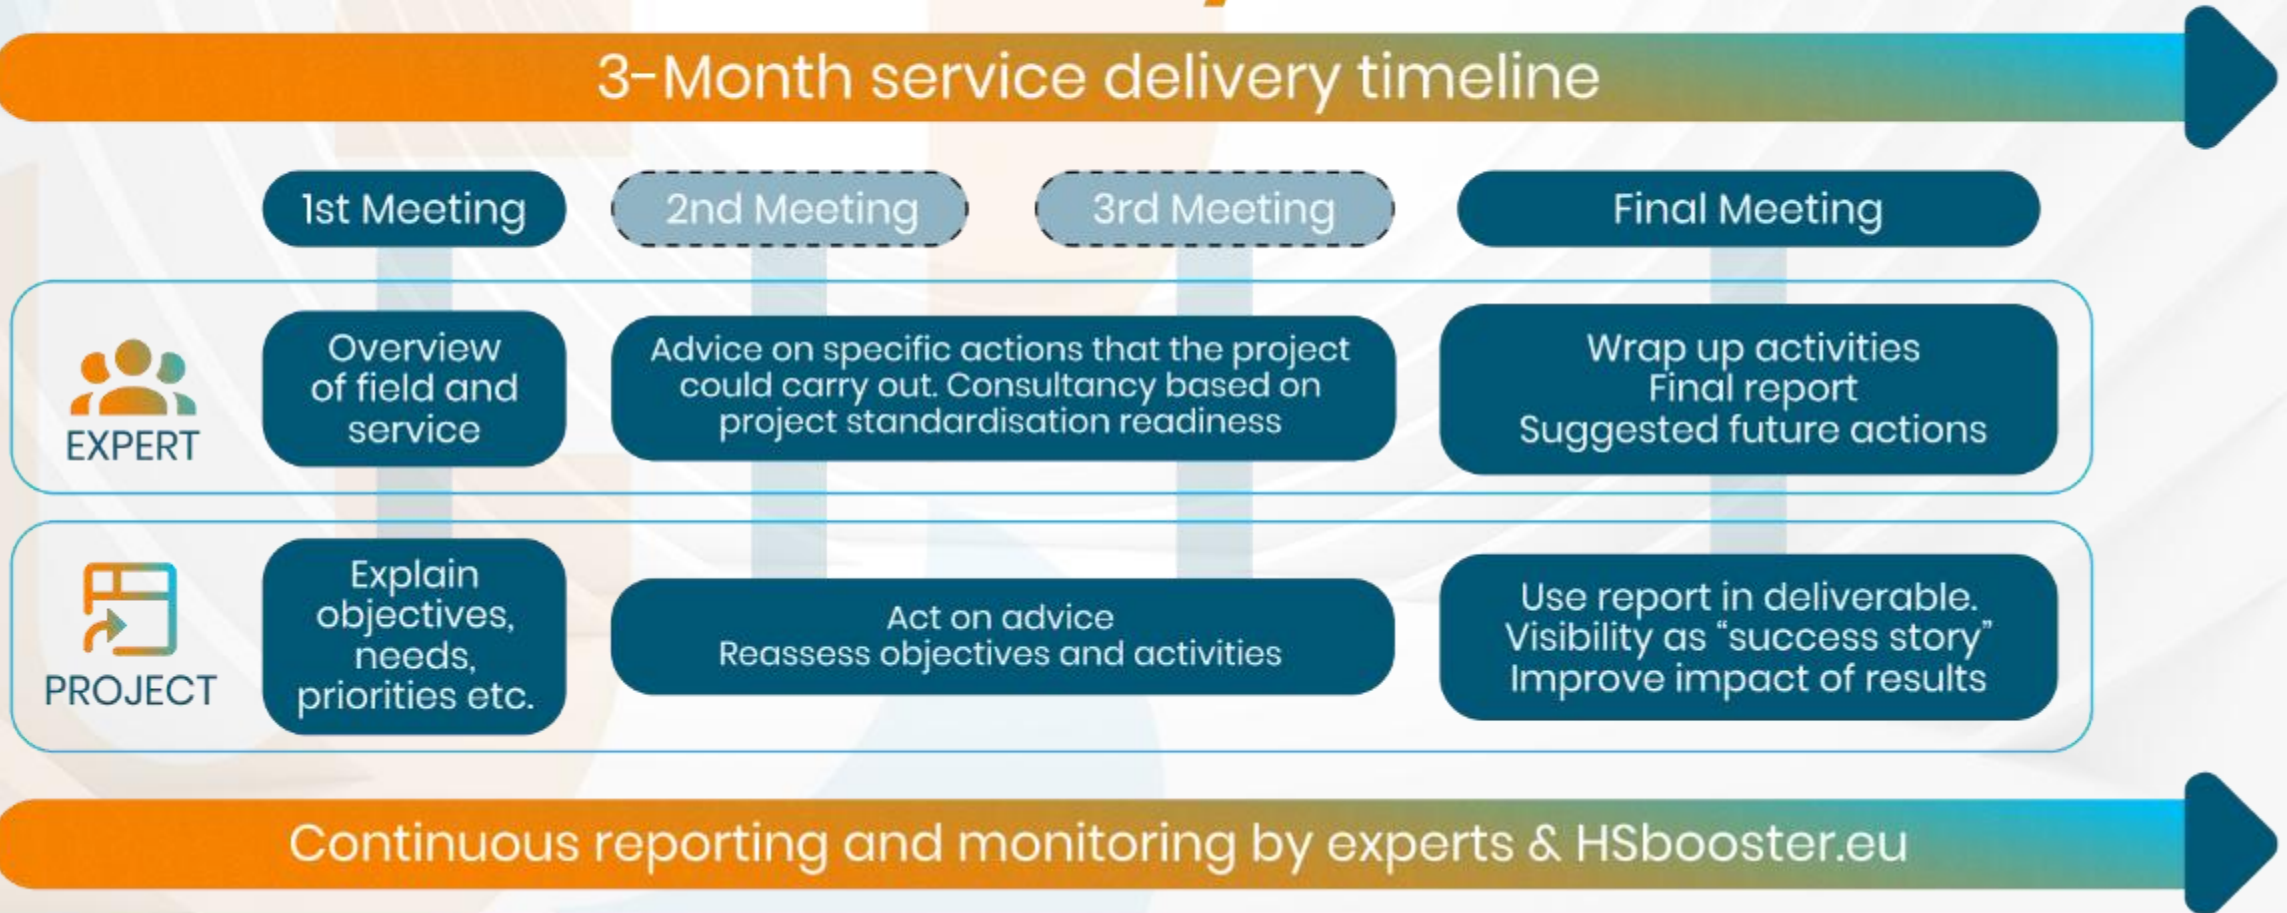 3-Month service delivery timeline
1st Meeting
2nd Meeting
3rd Meeting
Final Meeting
EXPERT
Overview
of field and
service
Advice on specific actions that the project
could carry out. Consultancy based on
project standardisation readiness
Wrap up activities
Final report
Suggested future actions
PROJECT
Explain
objectives,
needs,
priorities etc.
Act on advice
Reassess objectives and activities
Use report in deliverable.
Visibility as “success story”
Improve impact of results
Continuous reporting and monitoring by experts & HSbooster.eu